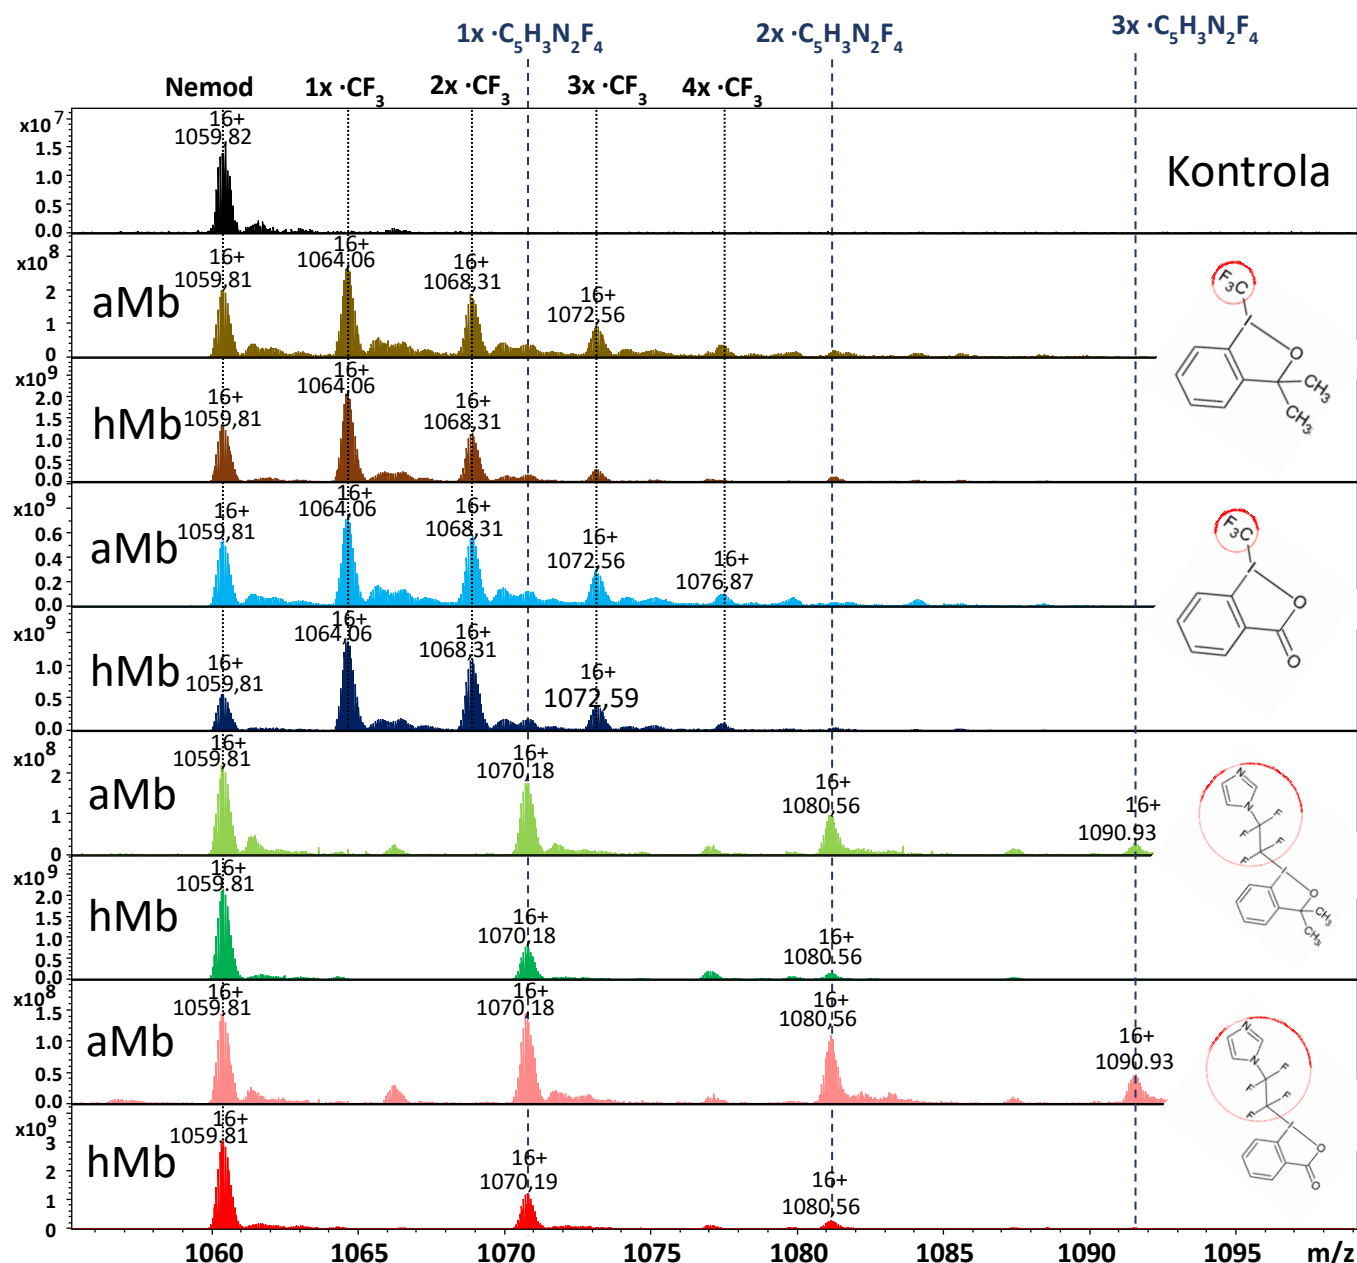 1x ·C5H3N2F4 2x ·C5H3N2F4 3x ·C5H3N2F4
Nemod 1x ·CF3 2x ·CF3 3x ·CF3 4x ·CF3
x10 7
16+
1059,82
1.5
1.0
0.5
0.0
Kontrola
x10 8
2
1
0
aMb
16+
1059,81
16+
1064,06
16+
1068,31
16+
1072,56
F3C
I
O
CH3
CH3
x10 9
2.0
1.5
1.0
0.5
0.0
hMb
16+
1059,81
16+
1064,06
16+
1068,31
x10 9
0.6
0.4
0.2
0.0
aMb
16+
1059,81
16+
1064,06
16+
1068,31
16+
1072,56
16+
1076,87
F3C
I
O
O
x10 9
1.0
0.5
0.0
hMb
16+
1059,81
16+
1064,06
16+
1068,31
16+
1072,59
x10 8
2
1
0
aMb
16+
1059,81
16+
1070,18
16+
1080,56
16+
1090.93
N
N
F
F
F
F
I
O
CH3
CH3
x10 9
2.0
1.5
1.0
0.5
0.0
hMb
16+
1059.81
16+
1070,18
16+
1080.56
x10 8
1.5
1.0
0.5
0.0
aMb
16+
1059,81
16+
1070,18
16+
1080,56
16+
1090.93
N
N
F
F
F
F
I
O
O
x10 9
3
2
1
0
hMb
16+
1059,81
16+
1070,19
16+
1080,56
1060 1065 1070 1075 1080 1085 1090 1095 m/z